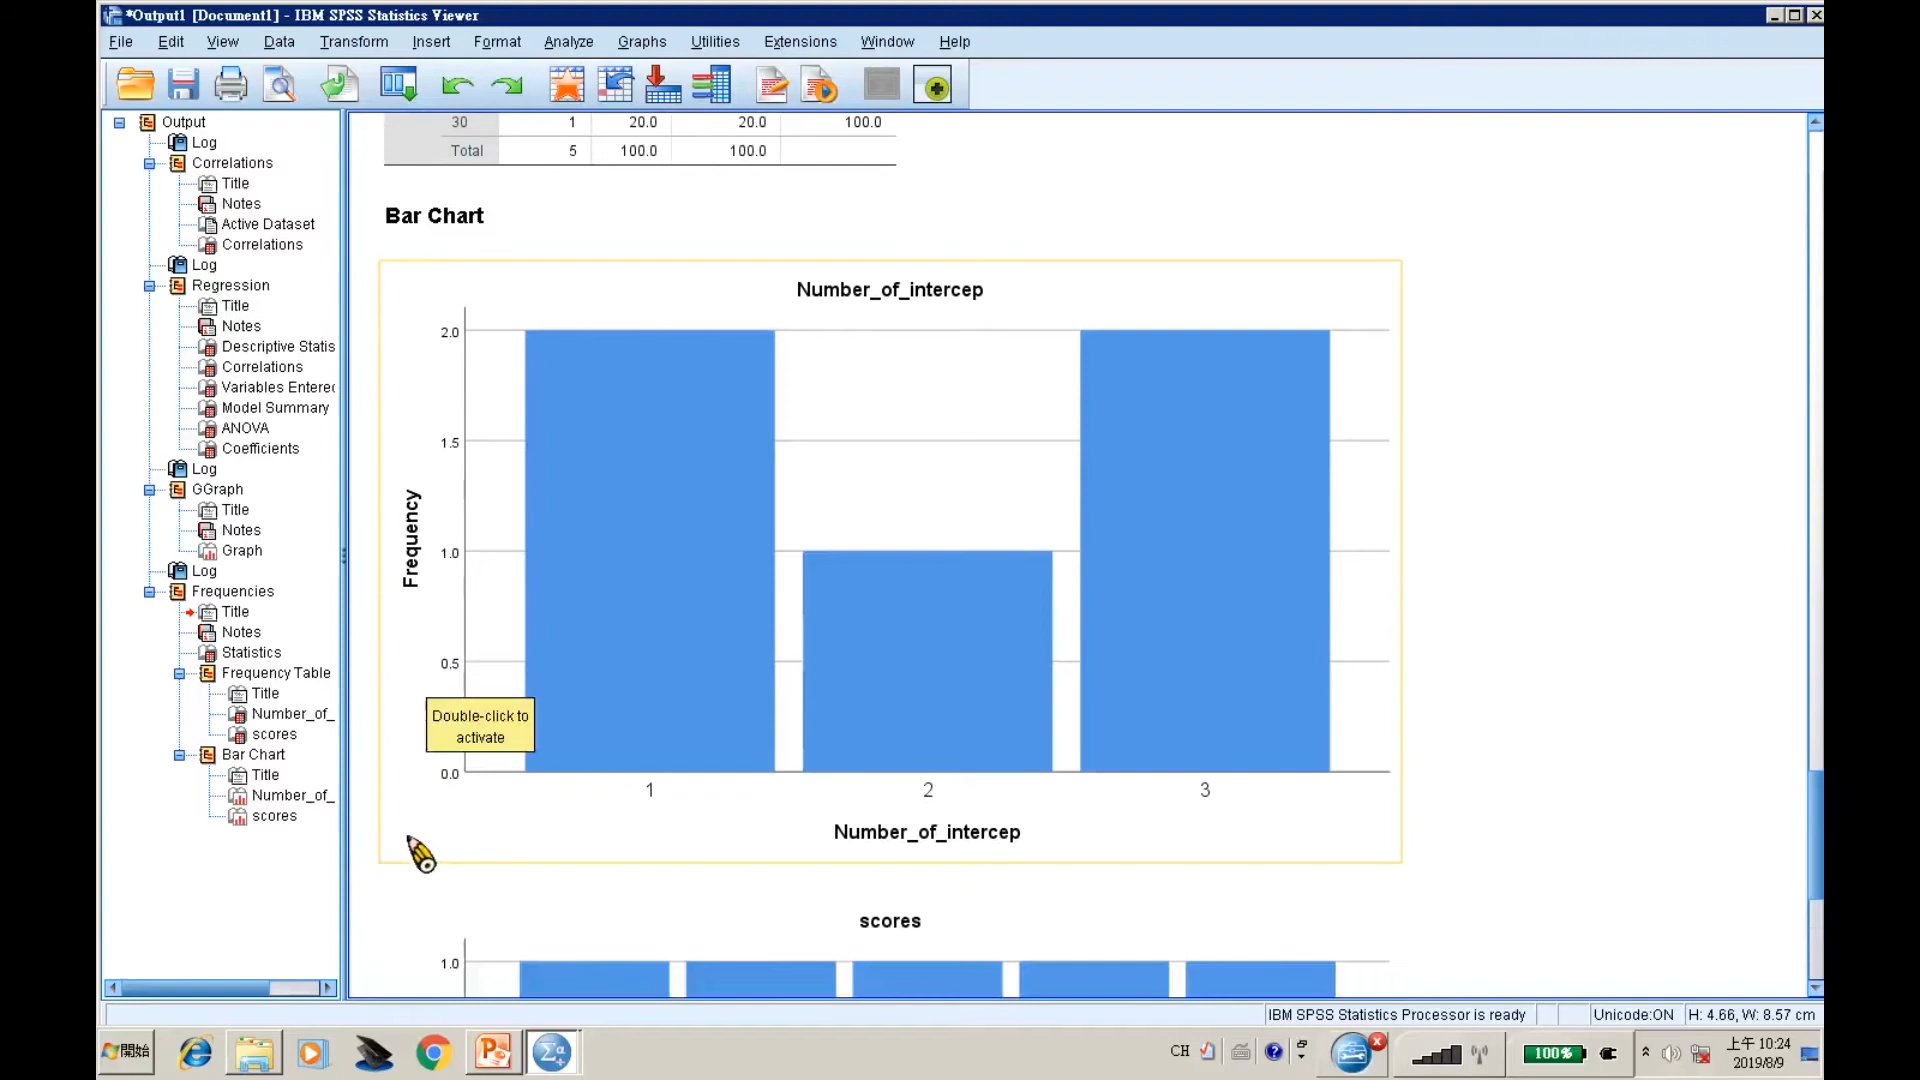 *Output1 [Document1] - IBM SPSS Statistics Viewer
File Edit View Data Transform Insert Format Analyze Graphs Utilities Extensions Window Help
Output
Log
Correlations
Title
Notes
Active Dataset
Correlations
Log
Regression
Title
Notes
Descriptive Statis
Correlations
Variables Entered
Model Summary
ANOVA
Coefficients
Log
GGraph
Title
Notes
Graph
Log
Frequencies
Title
Notes
Statistics
Frequency Table
Title
Number_of_
scores
Bar Chart
Title
Number_of_
scores
30 1 20.0 20.0 100.0
Total 5 100.0 100.0
Bar Chart
Number_of_intercep
2.0
1.5
1.0
0.5
0.0
Frequency
Double-click to
activate
1 2 3
Number_of_intercep
scores
1.0
IBM SPSS Statistics Processor is ready Unicode:ON H: 4.66, W: 8.57 cm
開始 CH 100% 上午 10:24
2019/8/9